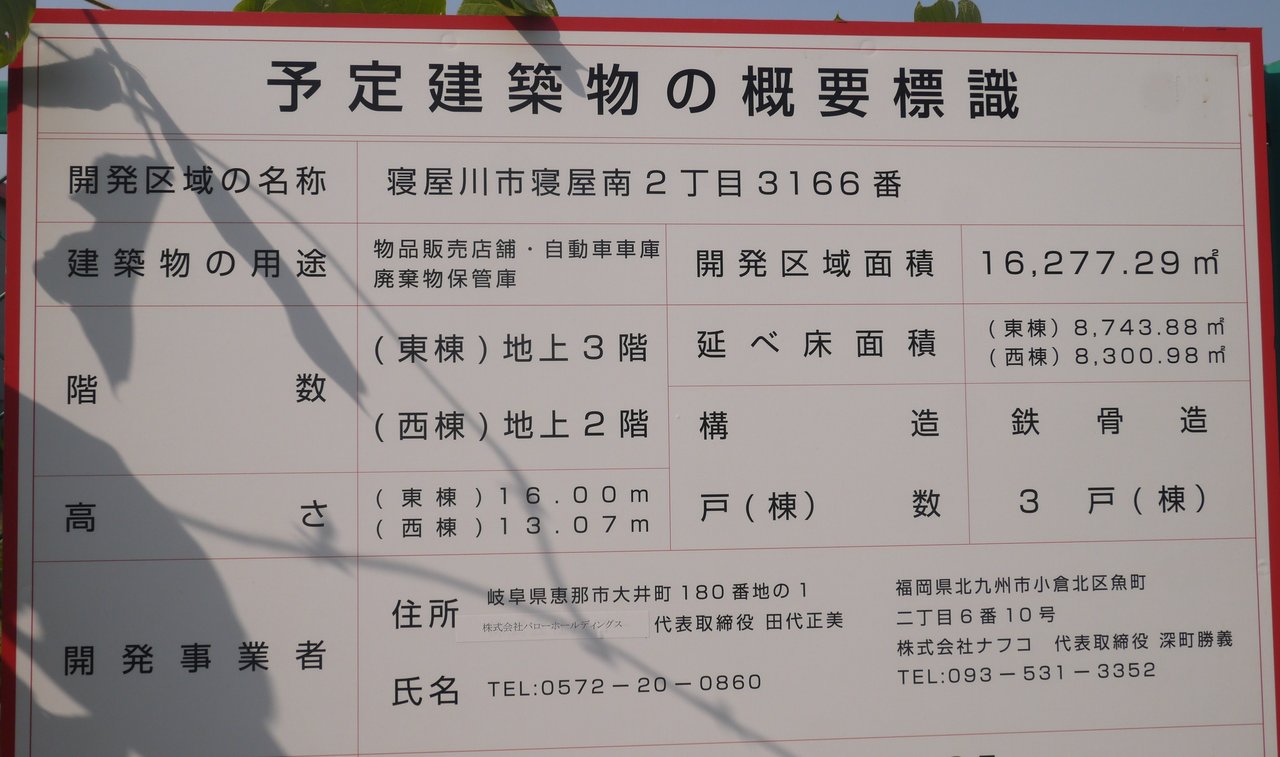 予定建築物の概要標識
開発区域の名称
寝屋川市寝屋南2丁目3166番
建築物の用途
物品販売店舗・自動車車庫
廃棄物保管庫
開発区域面積
16,277.29㎡
階数
(東棟)地上3階
(西棟)地上2階
延べ床面積
(東棟)8,743.88㎡
(西棟)8,300.98㎡
構造
鉄骨造
高さ
(東棟)16.00m
(西棟)13.07m
戸(棟)数
3戸(棟)
開発事業者
住所
岐阜県恵那市大井町180番地の1
株式会社バローホールディングス 代表取締役 田代正美
氏名
TEL:0572-20-0860
福岡県北九州市小倉北区魚町
二丁目6番10号
株式会社ナフコ 代表取締役 深町勝義
TEL:093-531-3352